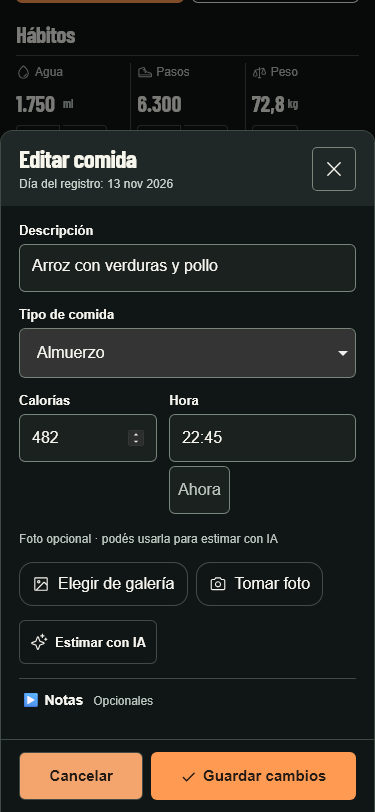 Hábitos
Agua
Pasos
Peso
1.750 ml
6.300
72,8 kg
Editar comida
Día del registro: 13 nov 2026
Descripción
Arroz con verduras y pollo
Tipo de comida
Almuerzo
Calorías
Hora
482
22:45
Ahora
Foto opcional · podés usarla para estimar con IA
Elegir de galería
Tomar foto
Estimar con IA
Notas Opcionales
Cancelar
Guardar cambios